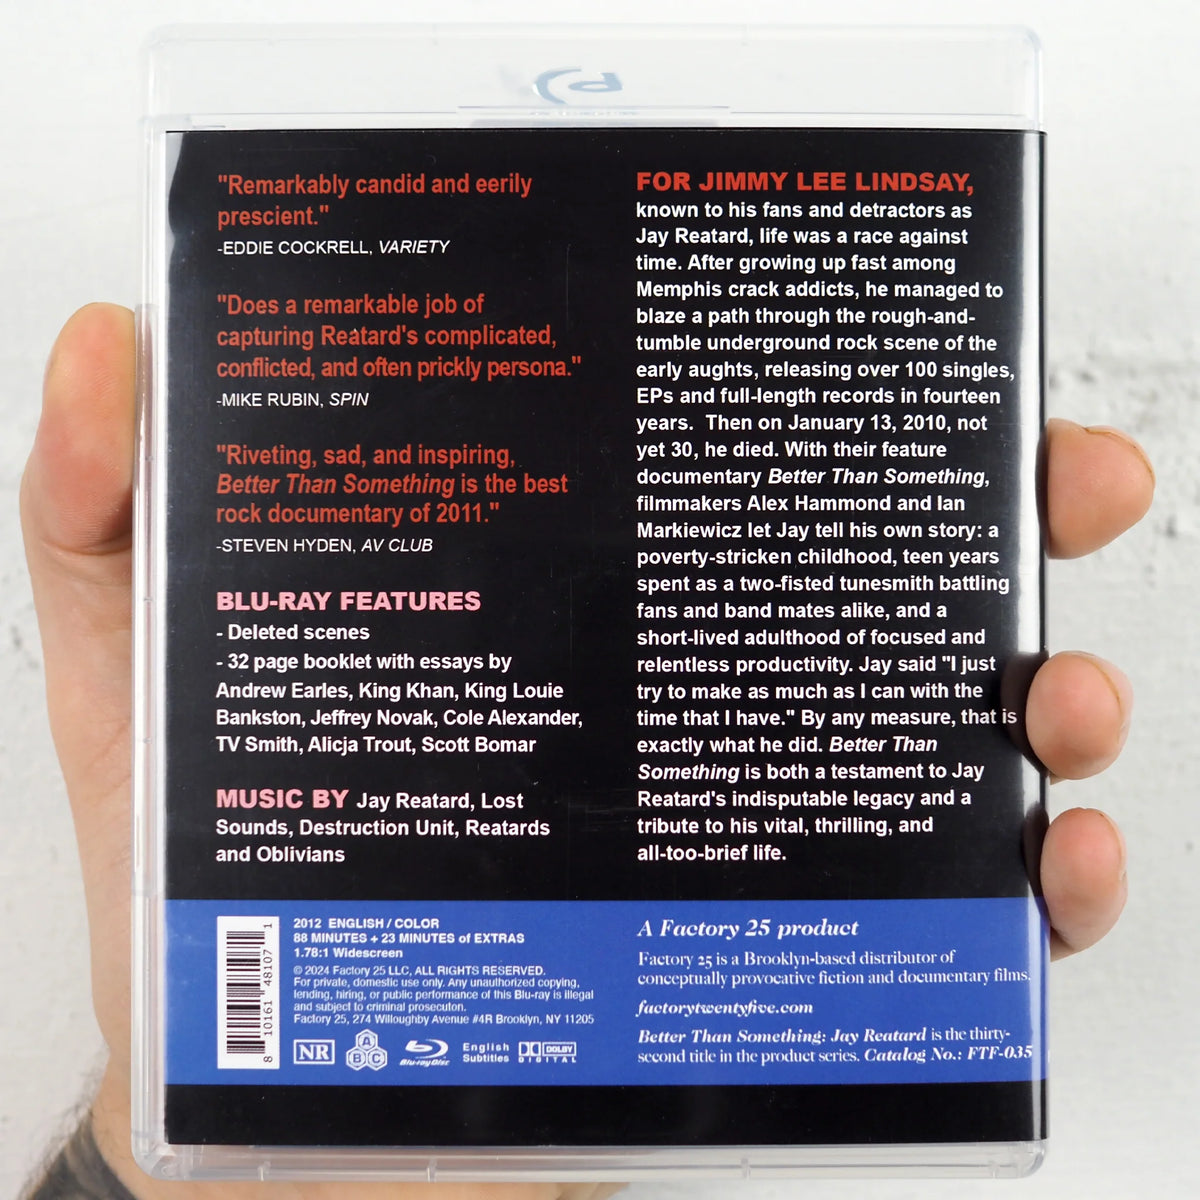 "Remarkably candid and eerily
prescient."
-EDDIE COCKRELL, VARIETY
"Does a remarkable job of
capturing Reatard's complicated,
conflicted, and often prickly persona."
-MIKE RUBIN, SPIN
"Riveting, sad, and inspiring,
Better Than Something is the best
rock documentary of 2011."
-STEVEN HYDEN, AV CLUB
BLU-RAY FEATURES
- Deleted scenes
- 32 page booklet with essays by
Andrew Earles, King Khan, King Louie
Bankston, Jeffrey Novak, Cole Alexander,
TV Smith, Alicja Trout, Scott Bomar
MUSIC BY Jay Reatard, Lost
Sounds, Destruction Unit, Reatards
and Oblivians
FOR JIMMY LEE LINDSAY,
known to his fans and detractors as
Jay Reatard, life was a race against
time. After growing up fast among
Memphis crack addicts, he managed to
blaze a path through the rough-and-
tumble underground rock scene of the
early aughts, releasing over 100 singles,
EPs and full-length records in fourteen
years. Then on January 13, 2010, not
yet 30, he died. With their feature
documentary Better Than Something,
filmmakers Alex Hammond and Ian
Markiewicz let Jay tell his own story: a
poverty-stricken childhood, teen years
spent as a two-fisted tunesmith battling
fans and band mates alike, and a
short-lived adulthood of focused and
relentless productivity. Jay said "I just
try to make as much as I can with the
time that I have." By any measure, that is
exactly what he did. Better Than
Something is both a testament to Jay
Reatard's indisputable legacy and a
tribute to his vital, thrilling, and
all-too-brief life.
8 10161 48107 1
2012 ENGLISH / COLOR
88 MINUTES + 23 MINUTES of EXTRAS
1.78:1 Widescreen
© 2024 Factory 25 LLC, ALL RIGHTS RESERVED.
For private, domestic use only. Any unauthorized copying,
lending, hiring, or public performance of this Blu-ray is illegal
and subject to criminal prosecuton.
Factory 25, 274 Willoughby Avenue #4R Brooklyn, NY 11205
NR
A
B C
Blu-ray Disc
English
Subtitles
DOLBY
DIGITAL
A Factory 25 product
Factory 25 is a Brooklyn-based distributor of
conceptually provocative fiction and documentary films.
factorytwentyfive.com
Better Than Something: Jay Reatard is the thirty-
second title in the product series. Catalog No.: FTF-035